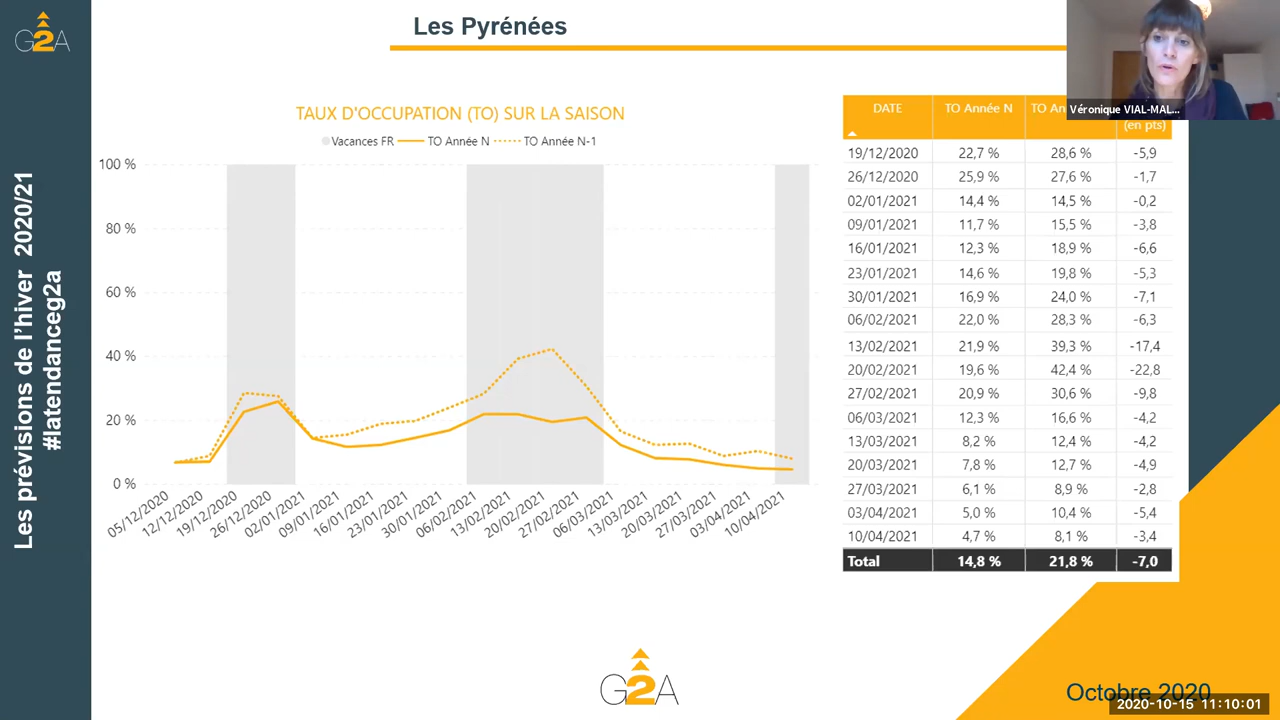 Les Pyrénées
G2A
Les prévisions de l'hiver 2020/21
#latendanceg2a
TAUX D'OCCUPATION (TO) SUR LA SAISON
Vacances FR TO Année N TO Année N-1
100 %
80 %
60 %
40 %
20 %
0 %
05/12/2020
12/12/2020
19/12/2020
26/12/2020
02/01/2021
09/01/2021
16/01/2021
23/01/2021
30/01/2021
06/02/2021
13/02/2021
20/02/2021
27/02/2021
06/03/2021
13/03/2021
20/03/2021
27/03/2021
03/04/2021
10/04/2021
Véronique VIAL-MAL...
DATE TO Année N TO
(en pts)
19/12/2020 22,7 % 28,6 % -5,9
26/12/2020 25,9 % 27,6 % -1,7
02/01/2021 14,4 % 14,5 % -0,2
09/01/2021 11,7 % 15,5 % -3,8
16/01/2021 12,3 % 18,9 % -6,6
23/01/2021 14,6 % 19,8 % -5,3
30/01/2021 16,9 % 24,0 % -7,1
06/02/2021 22,0 % 28,3 % -6,3
13/02/2021 21,9 % 39,3 % -17,4
20/02/2021 19,6 % 42,4 % -22,8
27/02/2021 20,9 % 30,6 % -9,8
06/03/2021 12,3 % 16,6 % -4,2
13/03/2021 8,2 % 12,4 % -4,2
20/03/2021 7,8 % 12,7 % -4,9
27/03/2021 6,1 % 8,9 % -2,8
03/04/2021 5,0 % 10,4 % -5,4
10/04/2021 4,7 % 8,1 % -3,4
Total 14,8 % 21,8 % -7,0
G2A
Octobre 2020
2020-10-15 11:10:01